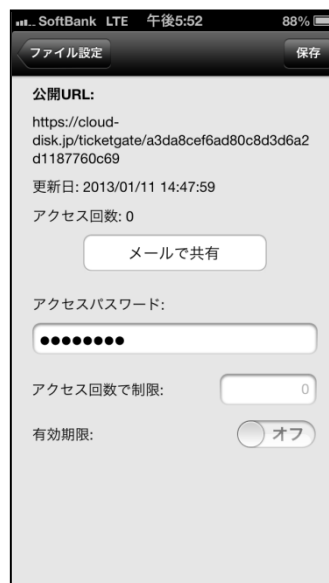 SoftBank LTE 午後5:52 88%
ファイル設定 保存
公開URL:
https://cloud-
disk.jp/ticketgate/a3da8cef6ad80c8d3d6a2
d1187760c69
更新日: 2013/01/11 14:47:59
アクセス回数: 0
メールで共有
アクセスパスワード:
●●●●●●●●
アクセス回数で制限: 0
有効期限: オフ